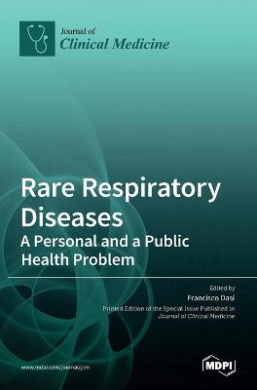 Journal of
Clinical Medicine
Rare Respiratory
Diseases
A Personal and a Public
Health Problem
Edited by
Francisco Dasí
Printed Edition of the Special Issue Published in
Journal of Clinical Medicine
www.mdpi.com/journal/jcm
MDPI